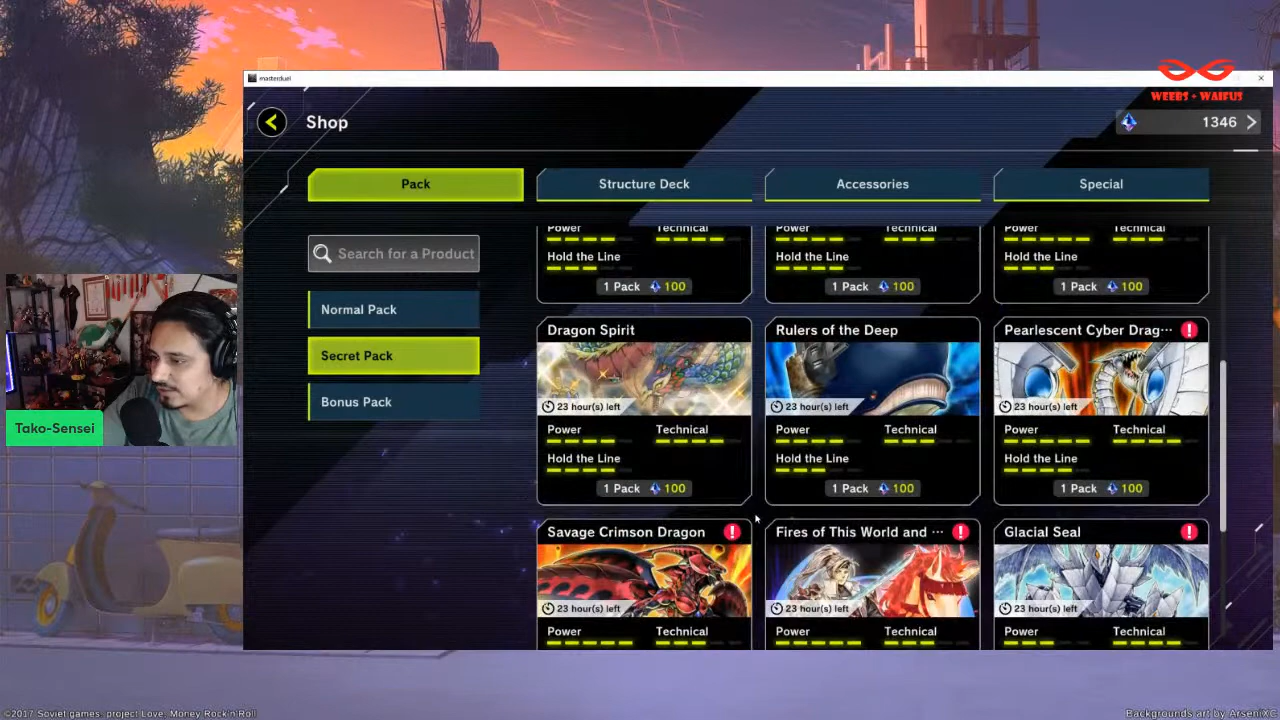 masterduel
WEEBS + WAIFUS
Shop
1346
Pack
Structure Deck
Accessories
Special
Search for a Product
Normal Pack
Secret Pack
Bonus Pack
Power Technical
Hold the Line
1 Pack 100
Power Technical
Hold the Line
1 Pack 100
Power Technical
Hold the Line
1 Pack 100
Dragon Spirit
23 hour(s) left
Power Technical
Hold the Line
1 Pack 100
Rulers of the Deep
23 hour(s) left
Power Technical
Hold the Line
1 Pack 100
Pearlescent Cyber Drag···
23 hour(s) left
Power Technical
Hold the Line
1 Pack 100
Savage Crimson Dragon
23 hour(s) left
Power Technical
Fires of This World and ···
23 hour(s) left
Power Technical
Glacial Seal
23 hour(s) left
Power Technical
Tako-Sensei
©2017 Soviet games, project Love, Money Rock'n'Roll
Backgrounds art by ArseniXC